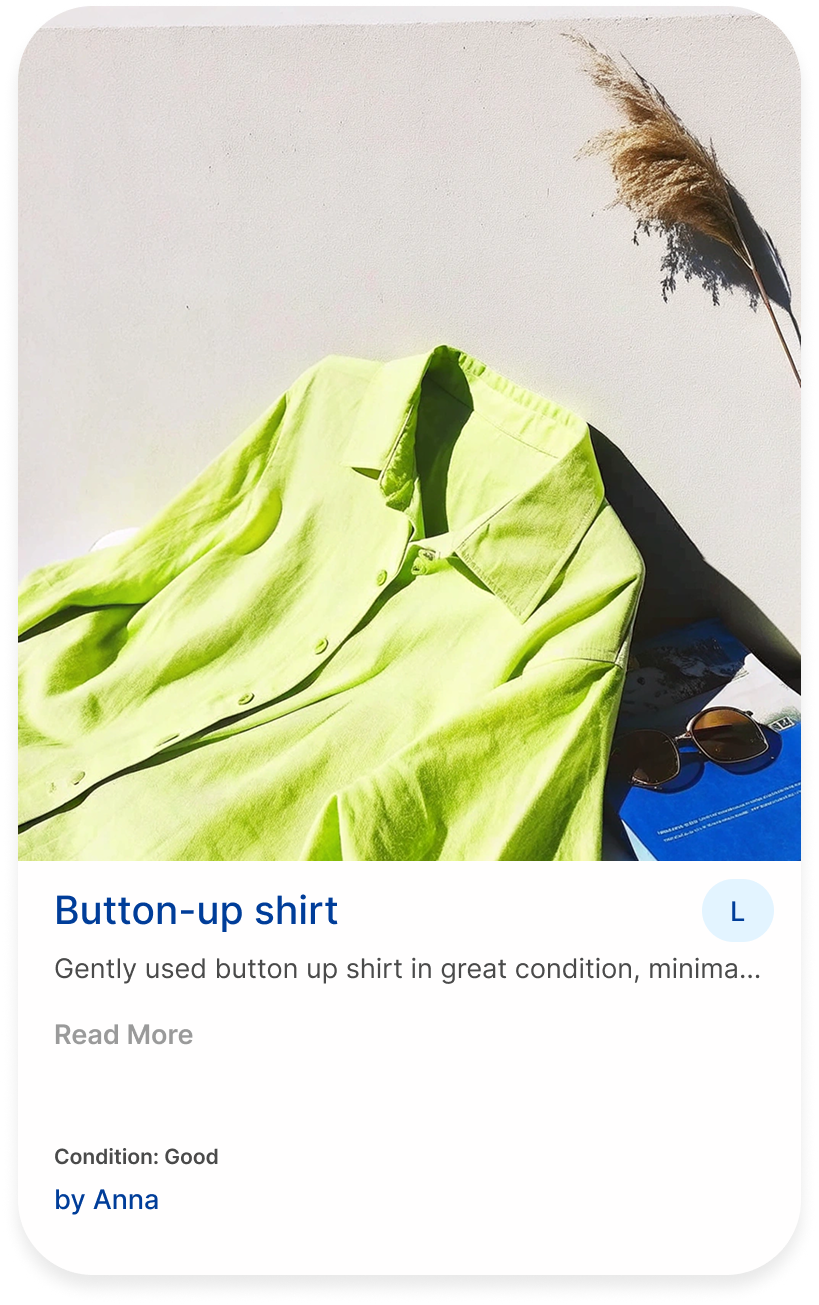 Button-up shirt
L
Gently used button up shirt in great condition, minima...
Read More
Condition: Good
by Anna